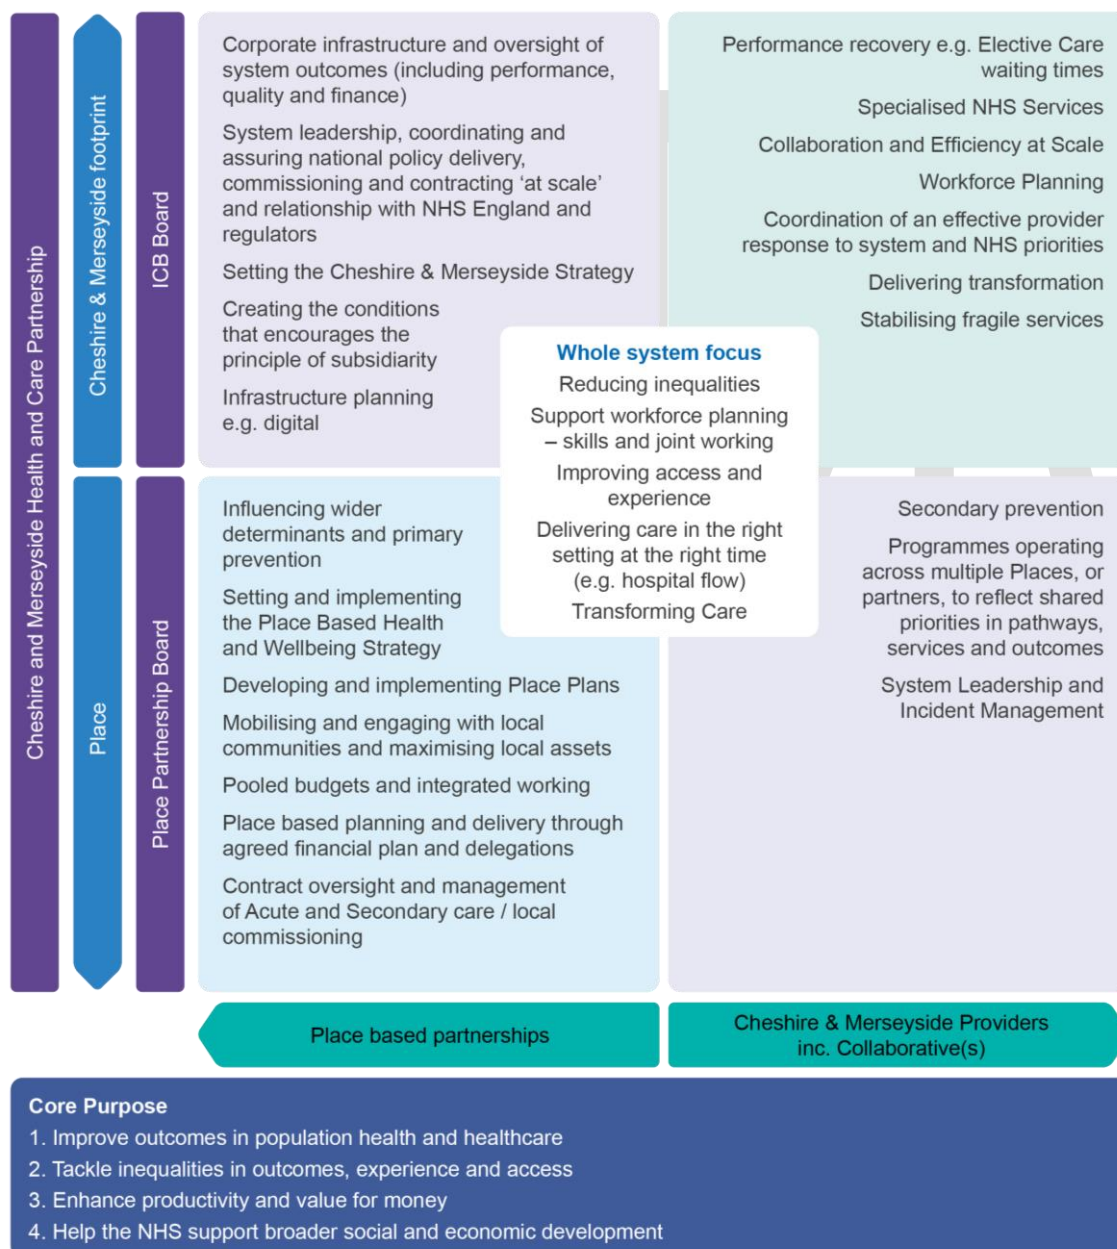 Cheshire and Merseyside Health and Care Partnership
Cheshire & Merseyside footprint
ICB Board
Corporate infrastructure and oversight of
system outcomes (including performance,
quality and finance)
System leadership, coordinating and
assuring national policy delivery,
commissioning and contracting ‘at scale’
and relationship with NHS England and
regulators
Setting the Cheshire & Merseyside Strategy
Creating the conditions
that encourages the
principle of subsidiarity
Infrastructure planning
e.g. digital
Performance recovery e.g. Elective Care
waiting times
Specialised NHS Services
Collaboration and Efficiency at Scale
Workforce Planning
Coordination of an effective provider
response to system and NHS priorities
Delivering transformation
Stabilising fragile services
Whole system focus
Reducing inequalities
Support workforce planning
– skills and joint working
Improving access and
experience
Delivering care in the right
setting at the right time
(e.g. hospital flow)
Transforming Care
Place
Place Partnership Board
Influencing wider
determinants and primary
prevention
Setting and implementing
the Place Based Health
and Wellbeing Strategy
Developing and implementing Place Plans
Mobilising and engaging with local
communities and maximising local assets
Pooled budgets and integrated working
Place based planning and delivery through
agreed financial plan and delegations
Contract oversight and management
of Acute and Secondary care / local
commissioning
Secondary prevention
Programmes operating
across multiple Places, or
partners, to reflect shared
priorities in pathways,
services and outcomes
System Leadership and
Incident Management
Place based partnerships
Cheshire & Merseyside Providers
inc. Collaborative(s)
Core Purpose
1. Improve outcomes in population health and healthcare
2. Tackle inequalities in outcomes, experience and access
3. Enhance productivity and value for money
4. Help the NHS support broader social and economic development